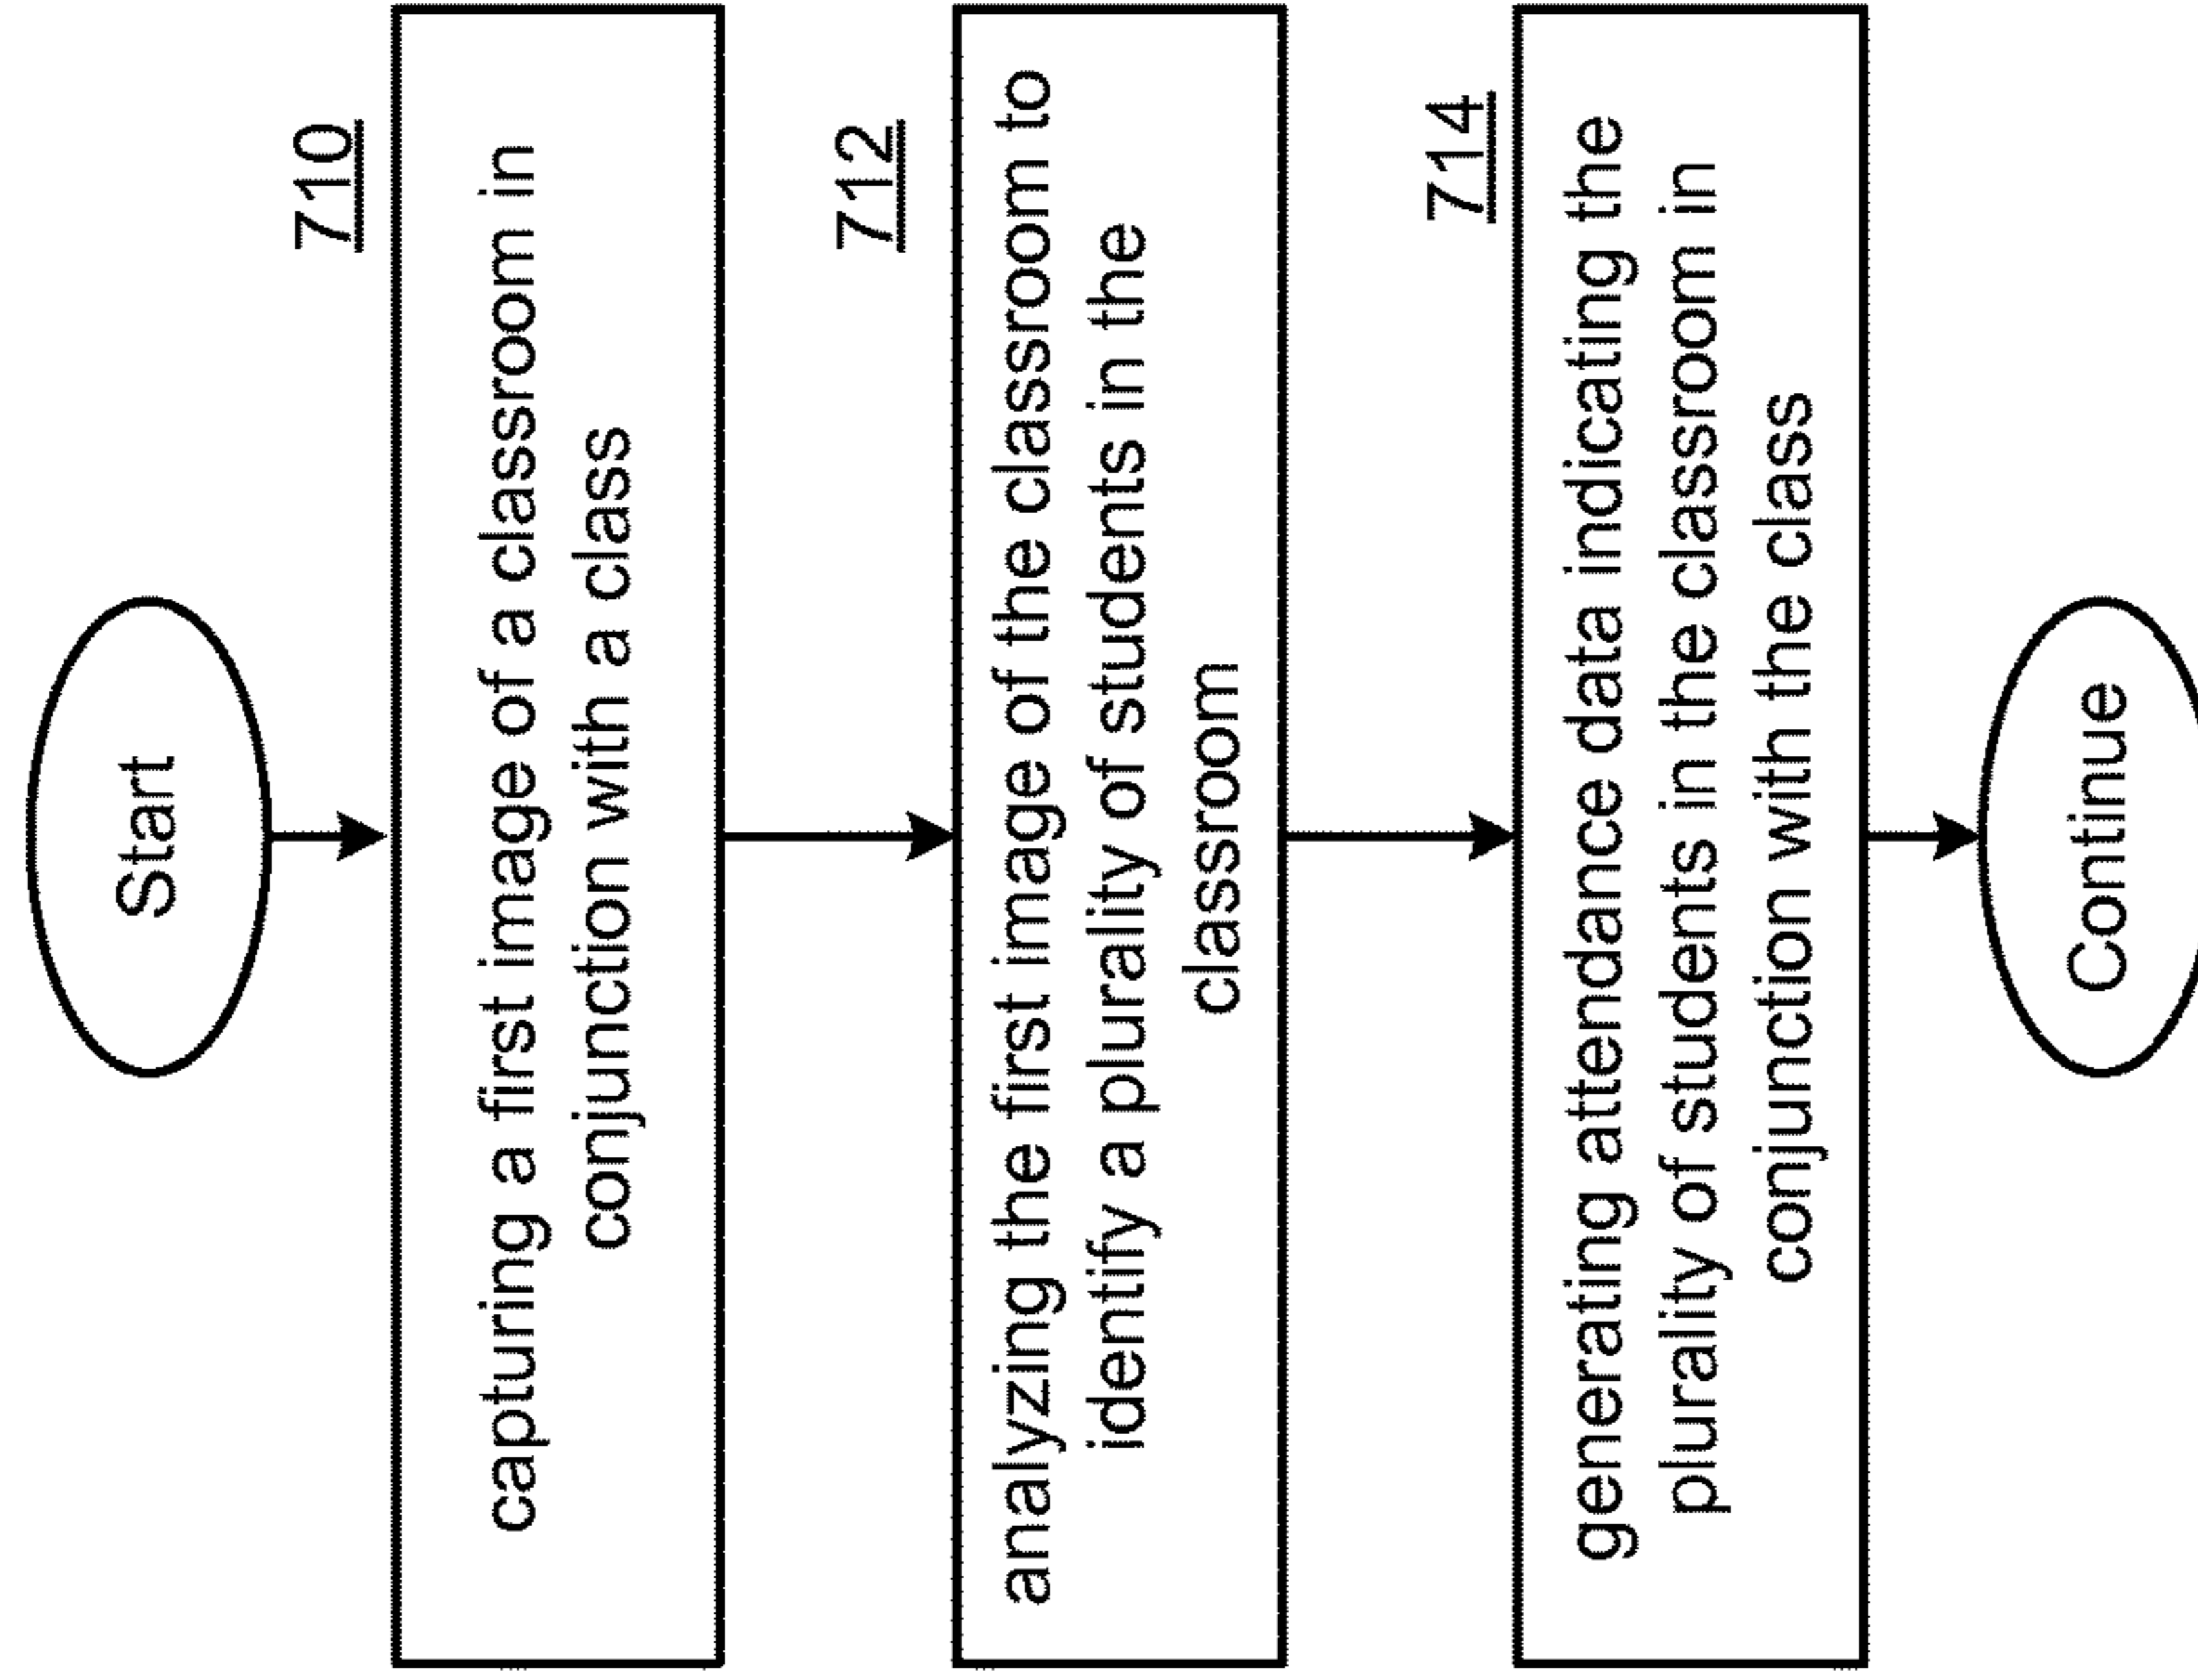 Start
710
capturing a first image of a classroom in
conjunction with a class
712
analyzing the first image of the classroom to
identify a plurality of students in the
classroom
714
generating attendance data indicating the
plurality of students in the classroom in
conjunction with the class
Continue